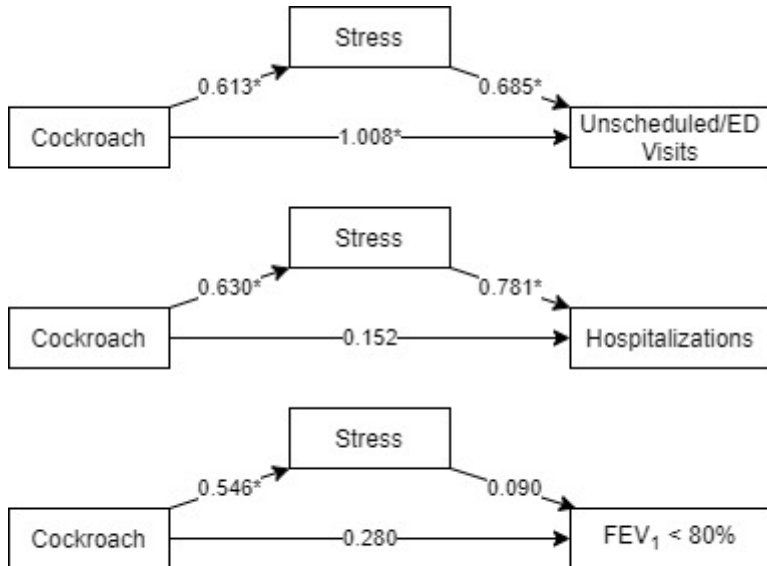 Stress
0.613*
0.685*
Cockroach
1.008*
Unscheduled/ED
Visits
Stress
0.630*
0.781*
Cockroach
0.152
Hospitalizations
Stress
0.546*
0.090
Cockroach
0.280
FEV₁ < 80%